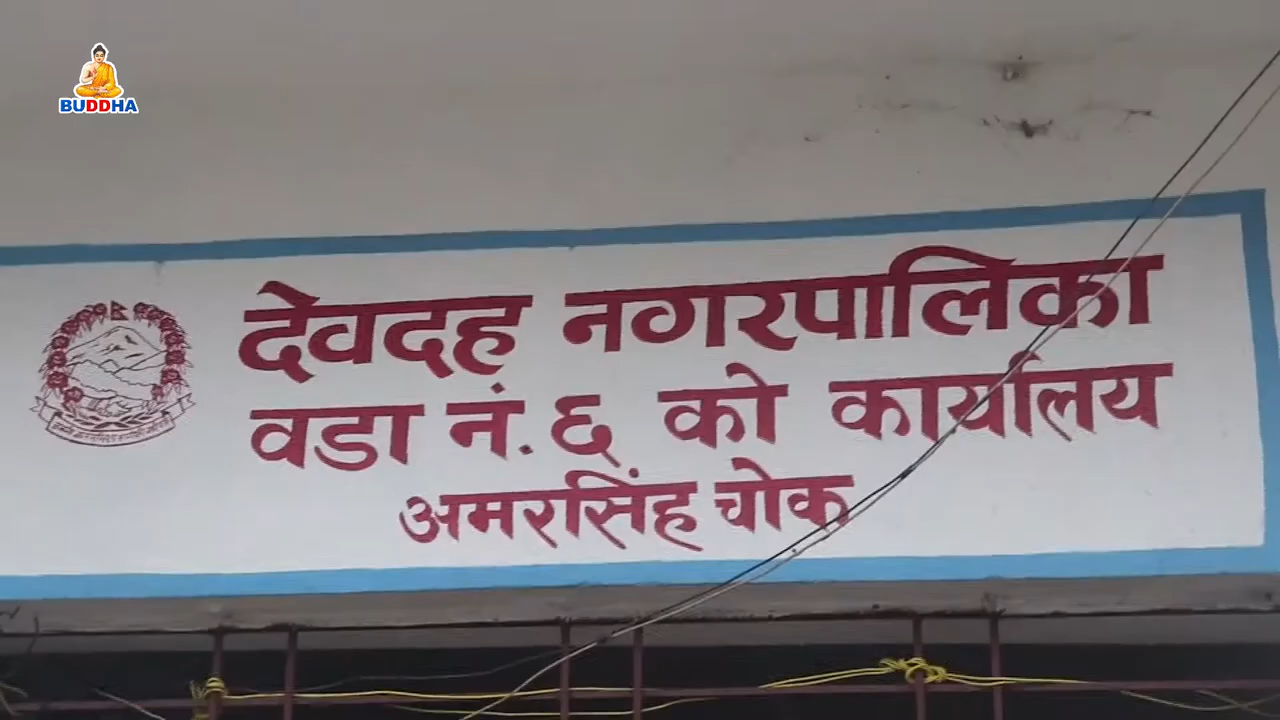 BUDDHA
देवदह नगरपालिका
वडा नं. ६ को कार्यालय
अमरसिंह चोक